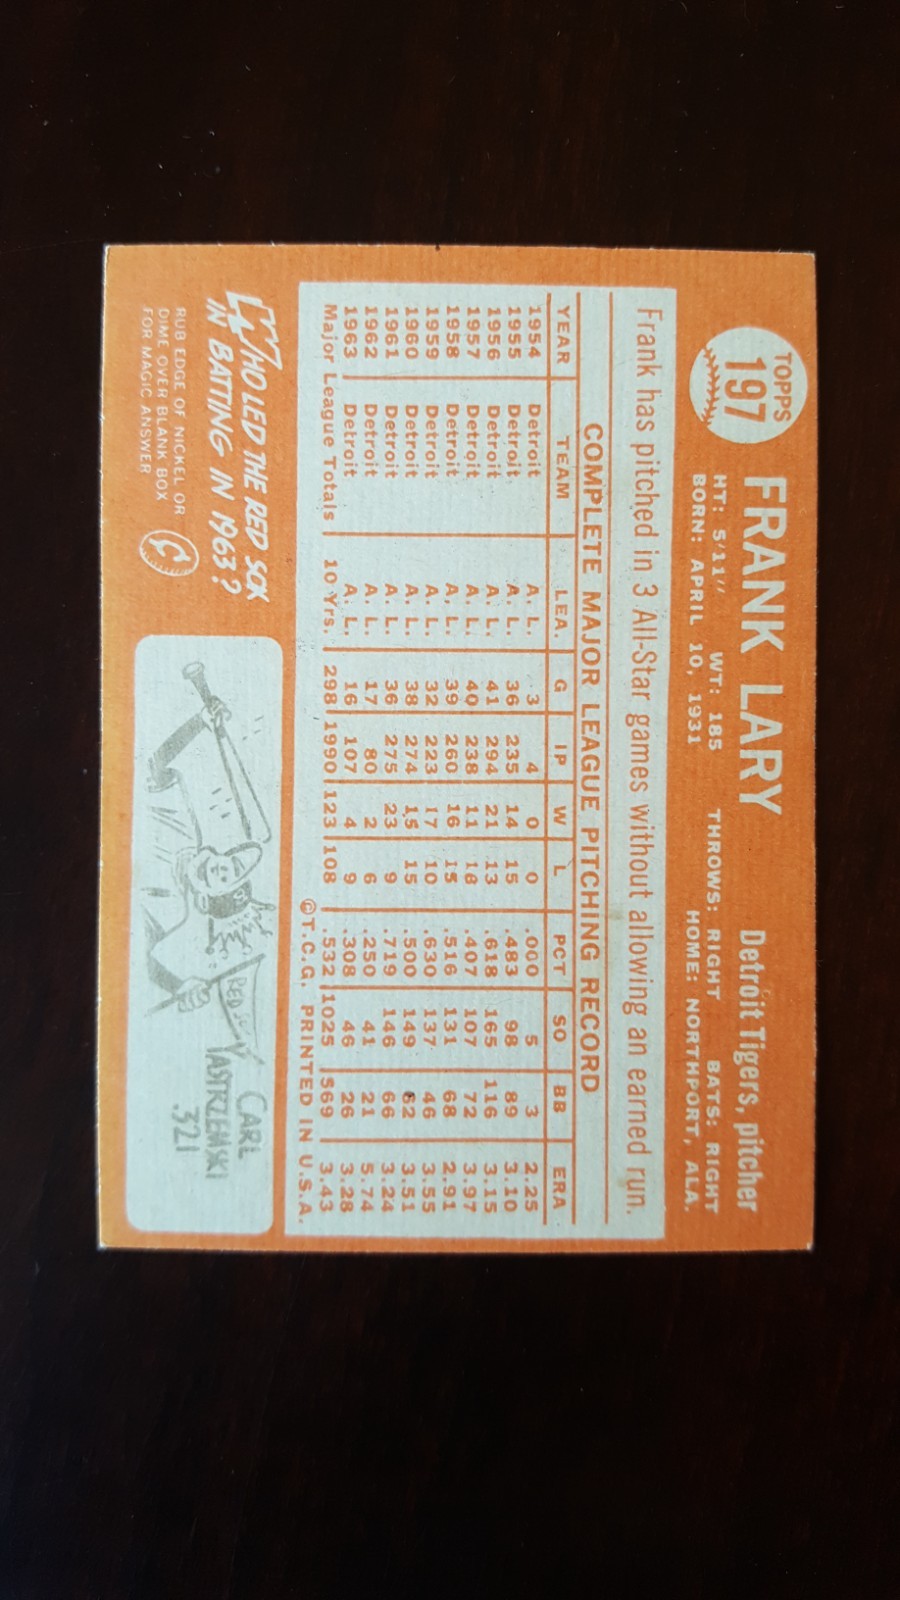 TOPPS
197
FRANK LARY
Detroit Tigers, pitcher
HT: 5'11" WT: 185 THROWS: RIGHT BATS: RIGHT
BORN: APRIL 10, 1931 HOME: NORTHPORT, ALA.
Frank has pitched in 3 All-Star games without allowing an earned run.
COMPLETE MAJOR LEAGUE PITCHING RECORD
YEAR TEAM LEA. G IP W L PCT SO BB ERA
1954 Detroit A. L. 3 4 0 0 .000 5 3 2.25
1955 Detroit A. L. 36 235 14 15 .483 98 89 3.10
1956 Detroit A. L. 41 294 21 13 .618 165 116 3.15
1957 Detroit A. L. 40 238 11 16 .407 107 72 3.97
1958 Detroit A. L. 39 260 16 15 .516 131 68 2.91
1959 Detroit A. L. 32 223 17 10 .630 137 46 3.55
1960 Detroit A. L. 38 274 15 15 .500 149 62 3.51
1961 Detroit A. L. 36 275 23 9 .719 146 66 3.24
1962 Detroit A. L. 17 80 2 6 .250 41 21 5.74
1963 Detroit A. L. 16 107 4 9 .308 46 26 3.28
Major League Totals 10 Yrs. 298 1990 123 108 .532 1025 569 3.43
©T.C.G. PRINTED IN U.S.A.
WHO LED THE RED SOX
IN BATTING IN 1963?
RUB EDGE OF NICKEL OR
DIME OVER BLANK BOX
FOR MAGIC ANSWER
RED SOX
CARL
YASTRZEMSKI
.321